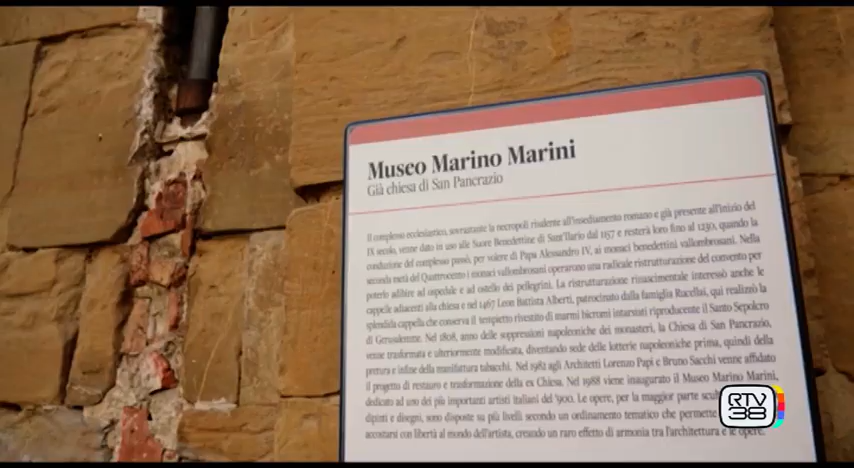 Museo Marino Marini
Già chiesa di San Pancrazio
Il complesso ecclesiastico, sovrastante la necropoli risalente all'insediamento romano e già presente all'inizio del
IX secolo, venne dato in uso alle Suore Benedettine di Sant'Ilario dal 1157 e resterà loro fino al 1230, quando la
conduzione del complesso passò, per volere di Papa Alessandro IV, ai monaci benedettini vallombrosani. Nella
seconda metà del Quattrocento i monaci vallombrosani operarono una radicale ristrutturazione del convento per
poterlo adibire ad ospedale e ad ostello dei pellegrini. La ristrutturazione rinascimentale interessò anche le
cappelle adiacenti alla chiesa e nel 1467 Leon Battista Alberti, patrocinato dalla famiglia Rucellai, qui realizzò la
splendida cappella che conserva il tempietto rivestito di marmi bicromi intarsiati riproducente il Santo Sepolcro
di Gerusalemme. Nel 1808, anno delle soppressioni napoleoniche dei monasteri, la Chiesa di San Pancrazio,
venne trasformata e ulteriormente modificata, diventando sede delle lotterie napoleoniche prima, quindi della
pretura e infine della manifattura tabacchi. Nel 1982 agli Architetti Lorenzo Papi e Bruno Sacchi venne affidato
il progetto di restauro e trasformazione della ex Chiesa. Nel 1988 viene inaugurato il Museo Marino Marini,
dedicato ad uno dei più importanti artisti italiani del '900. Le opere, per la maggior parte
dipinti e disegni, sono disposte su più livelli secondo un ordinamento tematico che permette
accostarsi con libertà al mondo dell'artista, creando un raro effetto di armonia tra l'architettura e le opere.
RTV
38